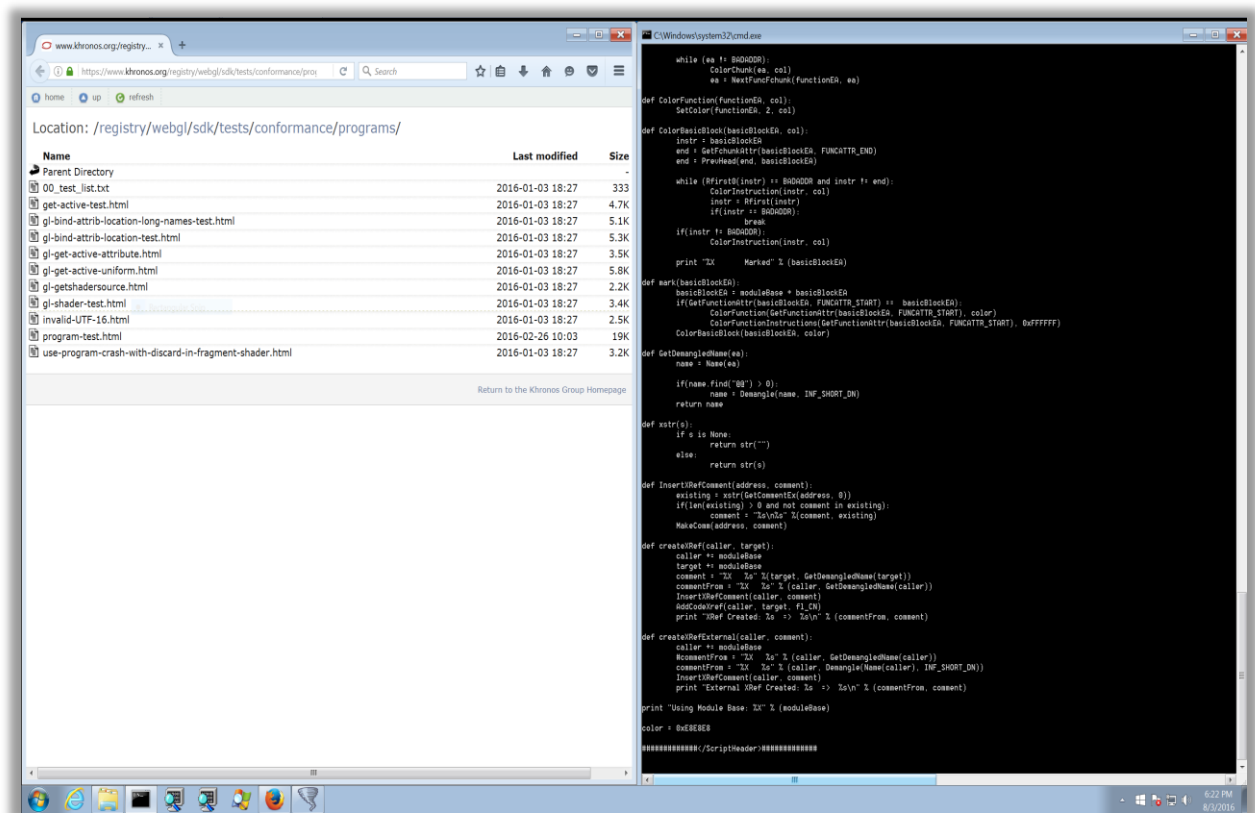 www.khronos.org:/registry... × +
https://www.khronos.org/registry/webgl/sdk/tests/conformance/proj
Search
home up refresh
Location: /registry/webgl/sdk/tests/conformance/programs/
Name Last modified Size
Parent Directory -
00_test_list.txt 2016-01-03 18:27 333
get-active-test.html 2016-01-03 18:27 4.7K
gl-bind-attrib-location-long-names-test.html 2016-01-03 18:27 5.1K
gl-bind-attrib-location-test.html 2016-01-03 18:27 5.3K
gl-get-active-attribute.html 2016-01-03 18:27 3.5K
gl-get-active-uniform.html 2016-01-03 18:27 5.8K
gl-getshadersource.html 2016-01-03 18:27 2.2K
gl-shader-test.html 2016-01-03 18:27 3.4K
invalid-UTF-16.html 2016-01-03 18:27 2.5K
program-test.html 2016-02-26 10:03 19K
use-program-crash-with-discard-in-fragment-shader.html 2016-01-03 18:27 3.2K
Return to the Khronos Group Homepage
C:\Windows\system32\cmd.exe
while (ea != BADADDR):
ColorChunk(ea, col)
ea = NextFuncFchunk(functionEA, ea)
def ColorFunction(functionEA, col):
SetColor(functionEA, 2, col)
def ColorBasicBlock(basicBlockEA, col):
instr = basicBlockEA
end = GetFchunkAttr(basicBlockEA, FUNCATTR_END)
end = PrevHead(end, basicBlockEA)
while (Rfirst0(instr) == BADADDR and instr != end):
ColorInstruction(instr, col)
instr = Rfirst(instr)
if(instr == BADADDR):
break
if(instr != BADADDR):
ColorInstruction(instr, col)
print "%X Marked" % (basicBlockEA)
def mark(basicBlockEA):
basicBlockEA = moduleBase + basicBlockEA
if(GetFunctionAttr(basicBlockEA, FUNCATTR_START) == basicBlockEA):
ColorFunction(GetFunctionAttr(basicBlockEA, FUNCATTR_START), color)
ColorFunctionInstructions(GetFunctionAttr(basicBlockEA, FUNCATTR_START), 0xFFFFFF)
ColorBasicBlock(basicBlockEA, color)
def GetDemangledName(ea):
name = Name(ea)
if(name.find("@@") > 0):
name = Demangle(name, INF_SHORT_DN)
return name
def xstr(s):
if s is None:
return str("")
else:
return str(s)
def InsertXRefComment(address, comment):
existing = xstr(GetCommentEx(address, 0))
if(len(existing) > 0 and not comment in existing):
comment = "%s\n%s" %(comment, existing)
MakeComm(address, comment)
def createXRef(caller, target):
caller += moduleBase
target += moduleBase
comment = "%X %s" %(target, GetDemangledName(target))
commentFrom = "%X %s" % (caller, GetDemangledName(caller))
InsertXRefComment(caller, comment)
AddCodeXref(caller, target, fl_CN)
print "XRef Created: %s => %s\n" % (commentFrom, comment)
def createXRefExternal(caller, comment):
caller += moduleBase
#commentFrom = "%X %s" % (caller, GetDemangledName(caller))
commentFrom = "%X %s" % (caller, Demangle(Name(caller), INF_SHORT_DN))
InsertXRefComment(caller, comment)
print "External XRef Created: %s => %s\n" % (commentFrom, comment)
print "Using Module Base: %X" % (moduleBase)
color = 0xE8E8E8
#############</ScriptHeader>#############
6:22 PM
8/3/2016